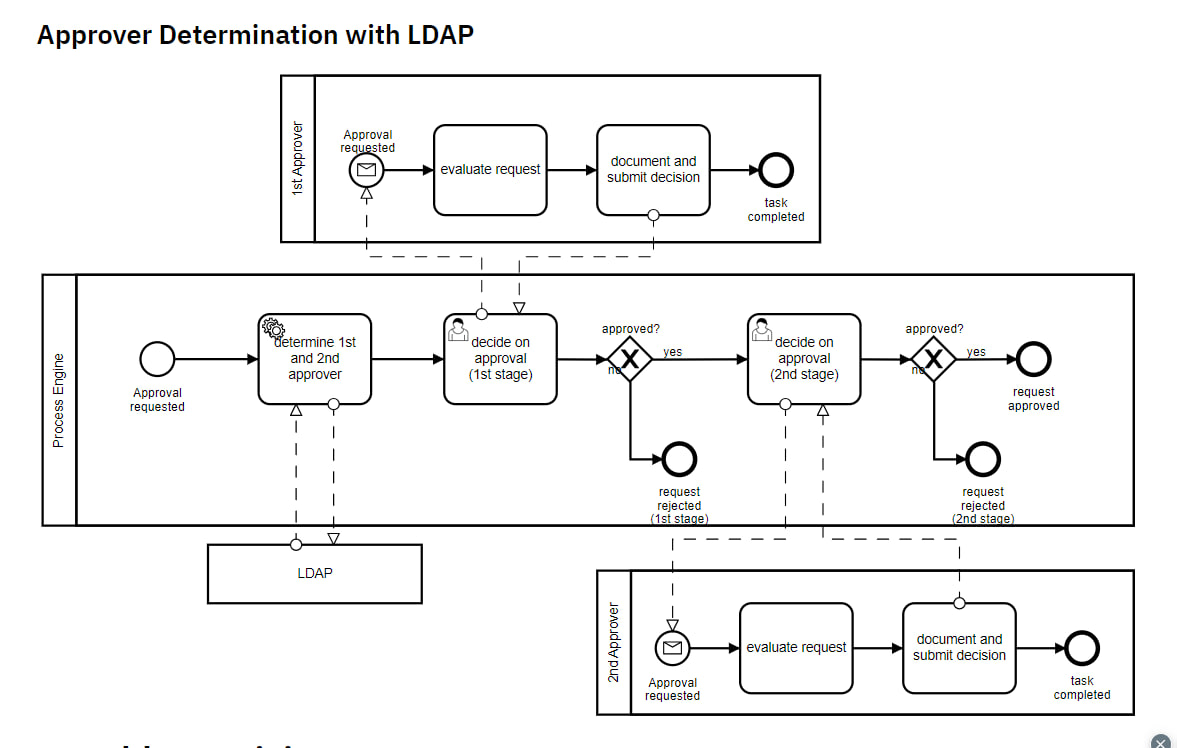 Approver Determination with LDAP
1st Approver
Approval
requested
evaluate request
document and
submit decision
task
completed
Process Engine
Approval
requested
determine 1st
and 2nd
approver
decide on
approval
(1st stage)
approved?
yes
no
request
rejected
(1st stage)
decide on
approval
(2nd stage)
approved?
yes
no
request
approved
request
rejected
(2nd stage)
LDAP
2nd Approver
Approval
requested
evaluate request
document and
submit decision
task
completed